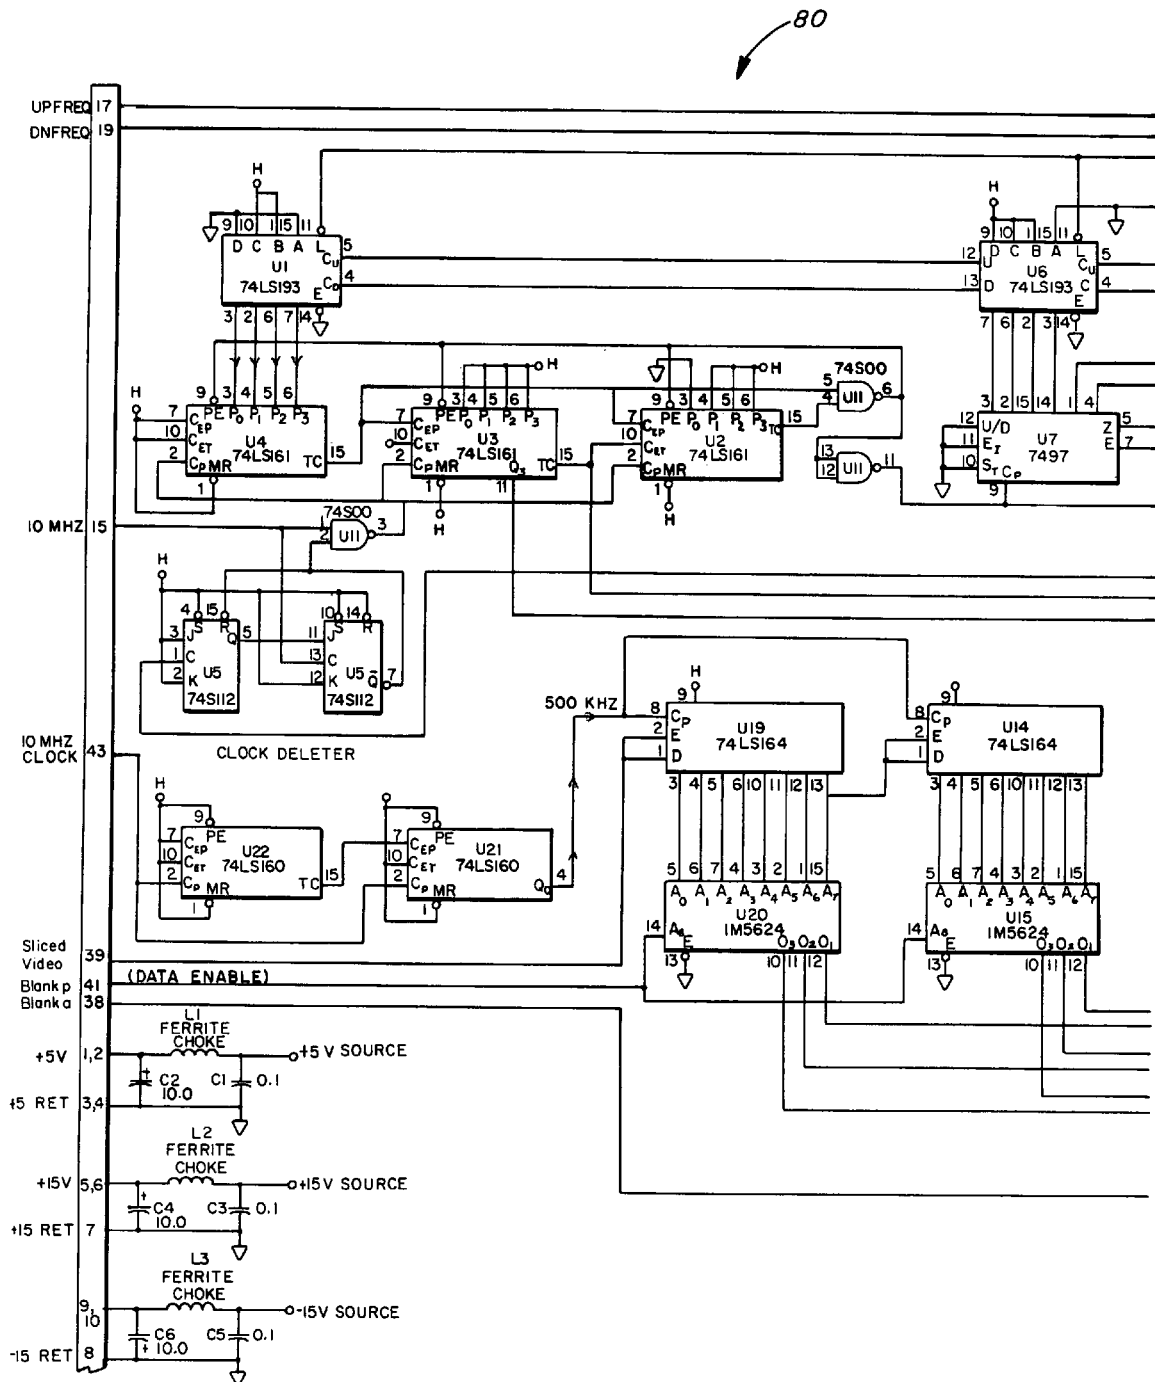 80
UPFREQ 17
DNFREQ 19
H
9 10 1 15 11
D C B A L
U1
74LS193
CU 5
CD 4
E
3 2 6 7 14
H
9 10 1 15 11
D C B A L
12 U
13 D
U6
74LS193
CU 5
C 4
E
7 6 2 3 14
H
9 3 4 5 6
PE P0 P1 P2 P3
7 CEP
10 CET
2 CP MR
U4
74LS161
TC 15
1
H
9 3 4 5 6
PE P0 P1 P2 P3
7 CEP
10 CET
2 CP MR
U3
74LS161
Q3 TC 15
1 11
H
H
9 3 4 5 6
PE P0 P1 P2 P3 TC 15
7 CEP
10 CET
2 CP MR
U2
74LS161
1
H
74S00
5
4
U11 6
13
12
U11 11
3 2 15 14 1 4
12 U/D
11 EI
10 ST CP
U7
7497
Z 5
E 7
9
10 MHZ 15
74S00
1
2
U11 3
H
4 15
S R
3 J
1 C
2 K
Q 5
U5
74S112
10 14
S R
11 J
13 C
12 K
U5 Q̅ 7
74S112
CLOCK DELETER
10 MHZ
CLOCK 43
H
9
PE
7 CEP
10 CET
2 CP MR
U22
74LS160
TC 15
1
9
PE
7 CEP
10 CET
2 CP MR
U21
74LS160
Q0 4
1
500 KHZ
H
9
8 CP
2 E
1 D
U19
74LS164
3 4 5 6 10 11 12 13
9
8 CP
2 E
1 D
U14
74LS164
3 4 5 6 10 11 12 13
5 6 7 4 3 2 1 15
A0 A1 A2 A3 A4 A5 A6 A7
14 A8
U20
IM5624
E O3 O2 O1
13 10 11 12
5 6 7 4 3 2 1 15
A0 A1 A2 A3 A4 A5 A6 A7
14 A8
U15
IM5624
E O3 O2 O1
13 10 11 12
Sliced
Video 39
Blankp 41 (DATA ENABLE)
Blanka 38
L1
FERRITE
CHOKE
+5V 1,2
+5V SOURCE
+ C2
10.0
C1 0.1
+5 RET 3,4
L2
FERRITE
CHOKE
+15V 5,6
+15V SOURCE
+ C4
10.0
C3 0.1
+15 RET 7
L3
FERRITE
CHOKE
9,
10
-15V SOURCE
C6
+ 10.0
C5 0.1
-15 RET 8